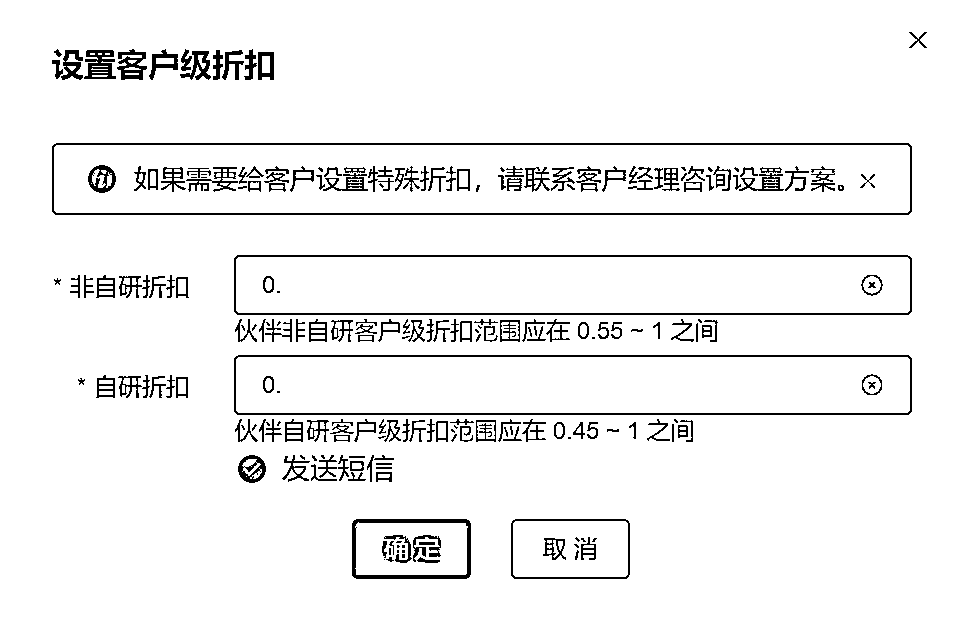 设置客户级折扣
如果需要给客户设置特殊折扣，请联系客户经理咨询设置方案。
* 非自研折扣 0.
伙伴非自研客户级折扣范围应在 0.55 ~ 1 之间
* 自研折扣 0.
伙伴自研客户级折扣范围应在 0.45 ~ 1 之间
发送短信
确定 取消